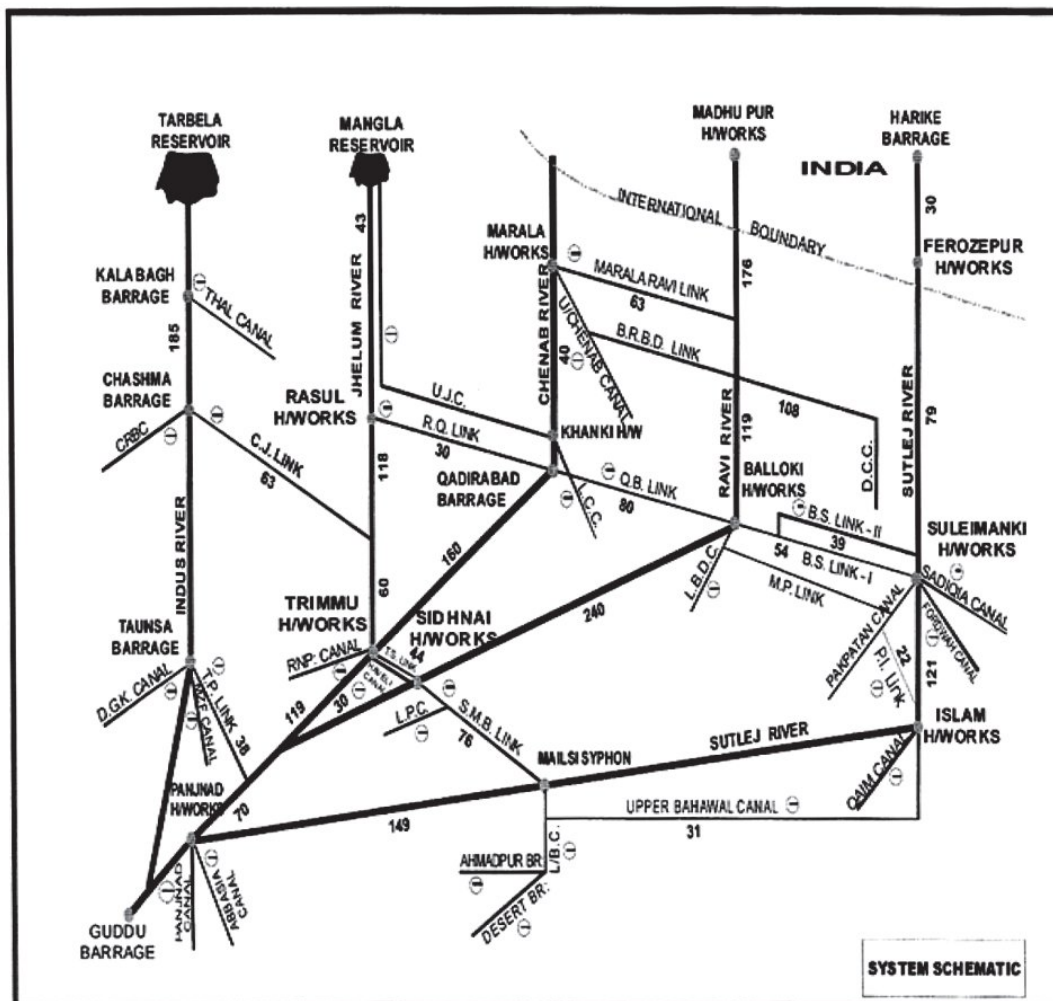 TARBELA
RESERVOIR
MANGLA
RESERVOIR
MADHU PUR
H/WORKS
HARIKE
BARRAGE
INDIA
INTERNATIONAL BOUNDARY
43
30
MARALA
H/WORKS
FEROZEPUR
H/WORKS
KALABAGH
BARRAGE
THAL CANAL
MARALA RAVI LINK
63
176
JHELUM RIVER
CHENAB RIVER
40
U/CHENAB CANAL
B.R.B.D. LINK
108
185
CHASHMA
BARRAGE
CRBC
C.J. LINK
63
RASUL
H/WORKS
U.J.C.
R.Q. LINK
30
KHANKI H/W
QADIRABAD
BARRAGE
L.C.C.
Q.B. LINK
80
RAVI RIVER
119
BALLOKI
H/WORKS
D.C.C.
SUTLEJ RIVER
79
118
B.S. LINK - II
39
54
B.S. LINK - I
M.P. LINK
L.B.D.C.
SULEIMANKI
H/WORKS
SADIQIA CANAL
FORDWAH CANAL
PAKPATAN CANAL
P.I. Link
22
121
INDUS RIVER
160
60
240
TRIMMU
H/WORKS
SIDHNAI
H/WORKS
44
T.S. LINK
CANAL
RNP: CANAL
30
119
TAUNSA
BARRAGE
D.G.K. CANAL
T.P. LINK 38
CANAL
L.P.C.
S.M.B. LINK
76
MAILSI SYPHON
SUTLEJ RIVER
ISLAM
H/WORKS
QAIM CANAL
PANJNAD
H/WORKS
70
149
UPPER BAHAWAL CANAL
31
L/B.C.
AHMADPUR BR:
DESERT BR:
PANJNAD
CANAL
ABBASIA
CANAL
GUDDU
BARRAGE
SYSTEM SCHEMATIC